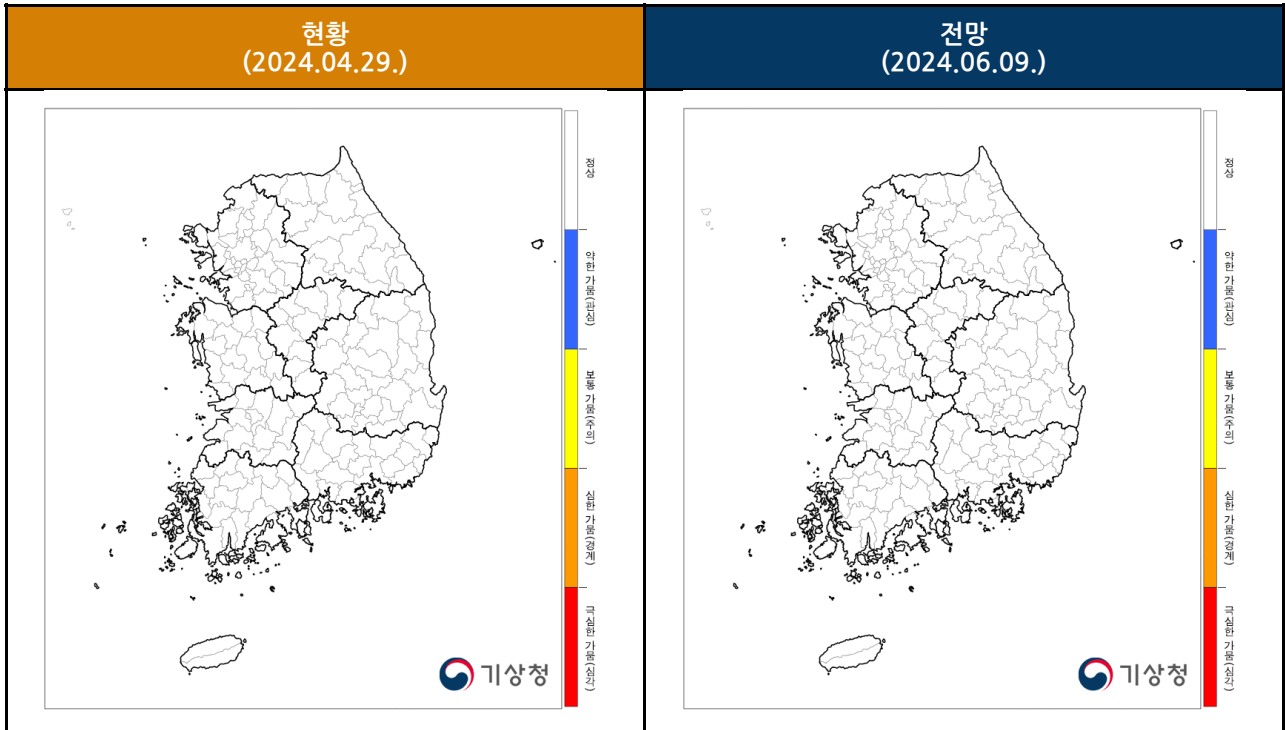 현황
(2024.04.29.)
전망
(2024.06.09.)
정상
약한 가뭄(관심)
보통 가뭄(주의)
심한 가뭄(경계)
극심한 가뭄(심각)
기상청
정상
약한 가뭄(관심)
보통 가뭄(주의)
심한 가뭄(경계)
극심한 가뭄(심각)
기상청